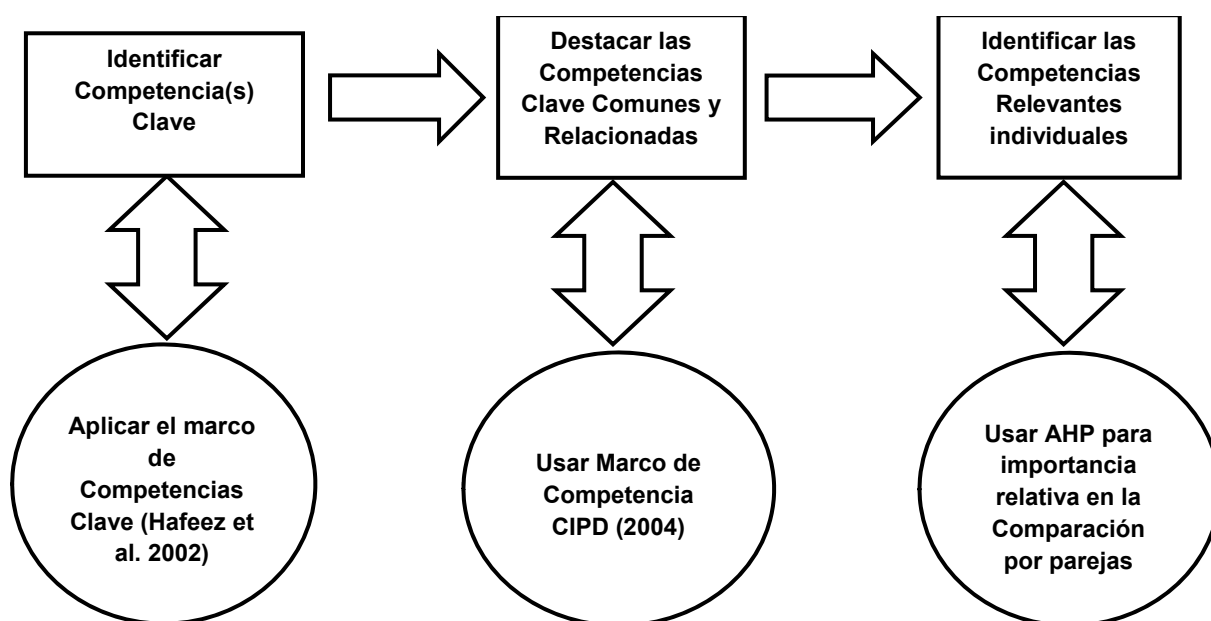 Identificar
Competencia(s)
Clave
Destacar las
Competencias
Clave Comunes y
Relacionadas
Identificar las
Competencias
Relevantes
individuales
Aplicar el marco
de
Competencias
Clave (Hafeez et
al. 2002)
Usar Marco de
Competencia
CIPD (2004)
Usar AHP para
importancia
relativa en la
Comparación
por parejas